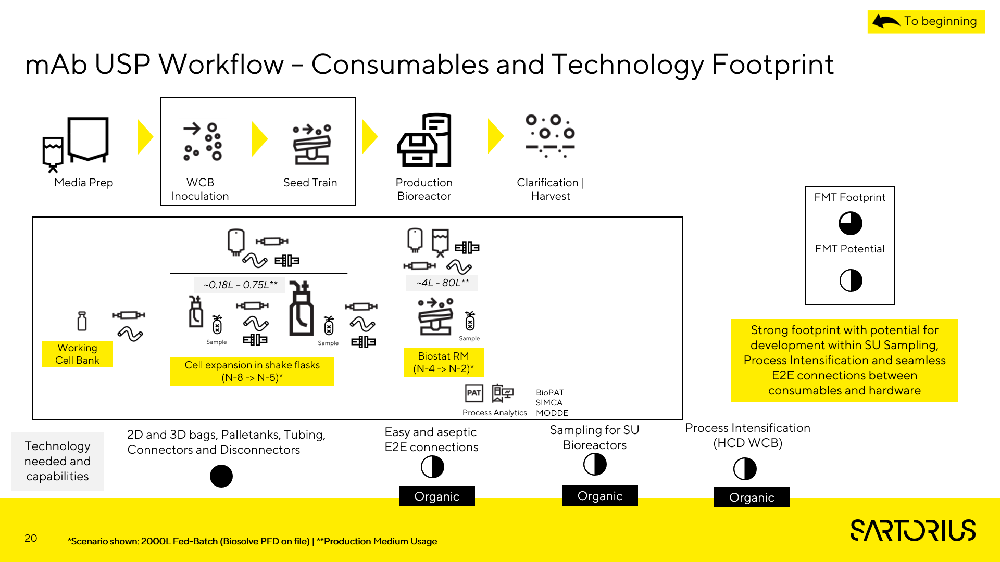 To beginning
mAb USP Workflow – Consumables and Technology Footprint
Media Prep
WCB
Inoculation
Seed Train
Production
Bioreactor
Clarification |
Harvest
FMT Footprint
FMT Potential
~0.18L – 0.75L**
~4L - 80L**
Sample
Sample
Sample
Working
Cell Bank
Cell expansion in shake flasks
(N-8 -> N-5)*
Biostat RM
(N-4 -> N-2)*
PAT
Process Analytics
BioPAT
SIMCA
MODDE
Strong footprint with potential for
development within SU Sampling,
Process Intensification and seamless
E2E connections between
consumables and hardware
Technology
needed and
capabilities
2D and 3D bags, Palletanks, Tubing,
Connectors and Disconnectors
Easy and aseptic
E2E connections
Organic
Sampling for SU
Bioreactors
Organic
Process Intensification
(HCD WCB)
Organic
20
*Scenario shown: 2000L Fed-Batch (Biosolve PFD on file) | **Production Medium Usage
SARTORIUS